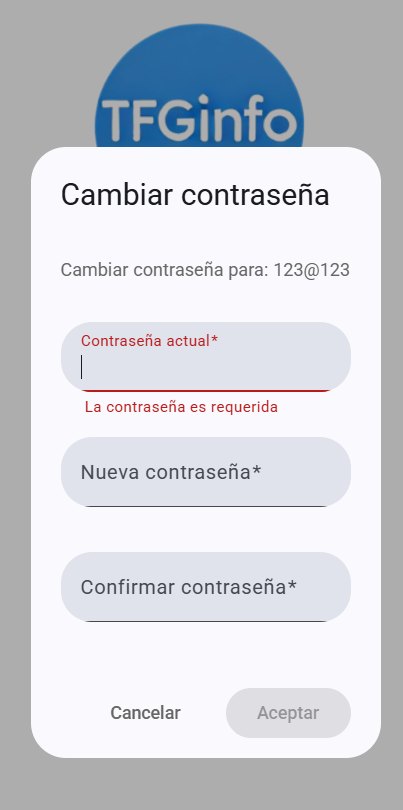 TFGinfo
Cambiar contraseña
Cambiar contraseña para: 123@123
Contraseña actual*
La contraseña es requerida
Nueva contraseña*
Confirmar contraseña*
Cancelar Aceptar